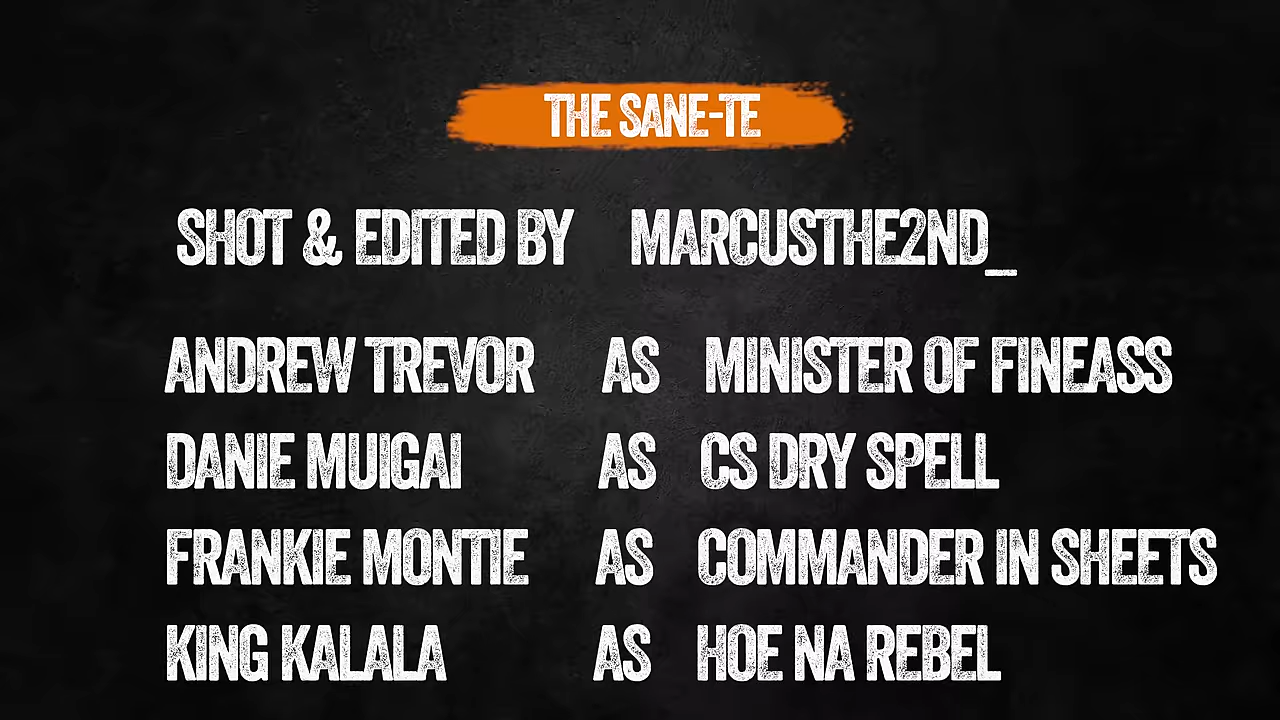 THE SANE-TE
SHOT & EDITED BY MARCUSTHE2ND_
ANDREW TREVOR AS MINISTER OF FINEASS
DANIE MUIGAI AS CS DRY SPELL
FRANKIE MONTIE AS COMMANDER IN SHEETS
KING KALALA AS HOE NA REBEL